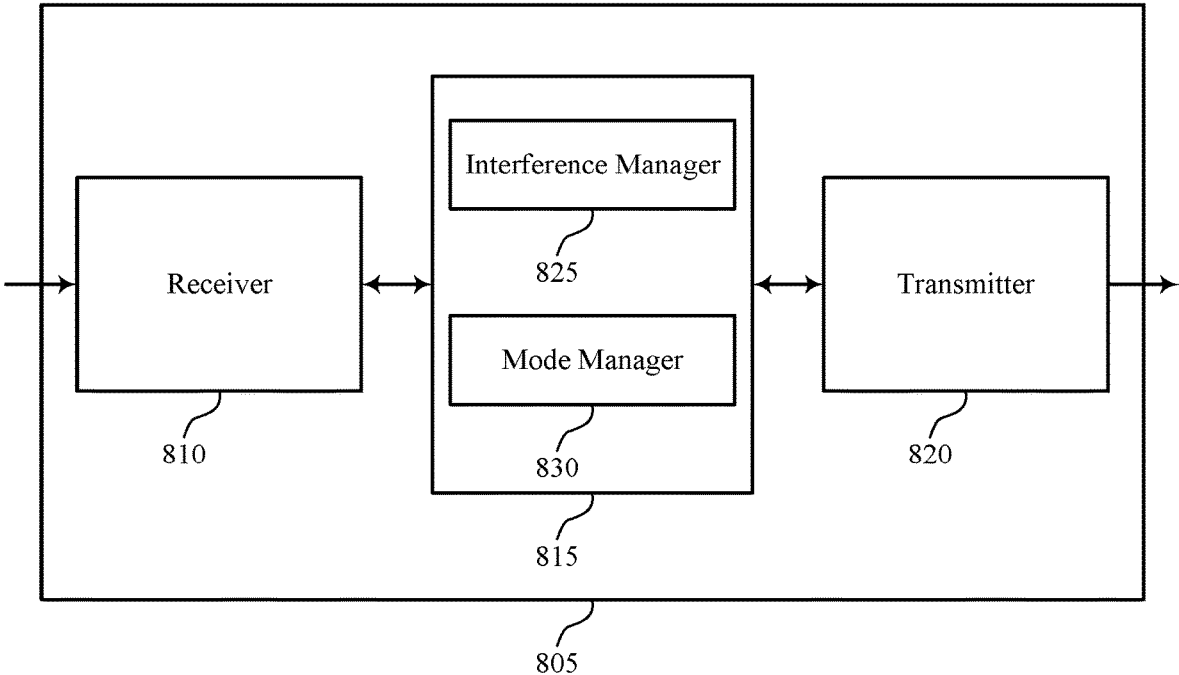 Interference Manager
825
Receiver
Transmitter
Mode Manager
810
830
820
815
805